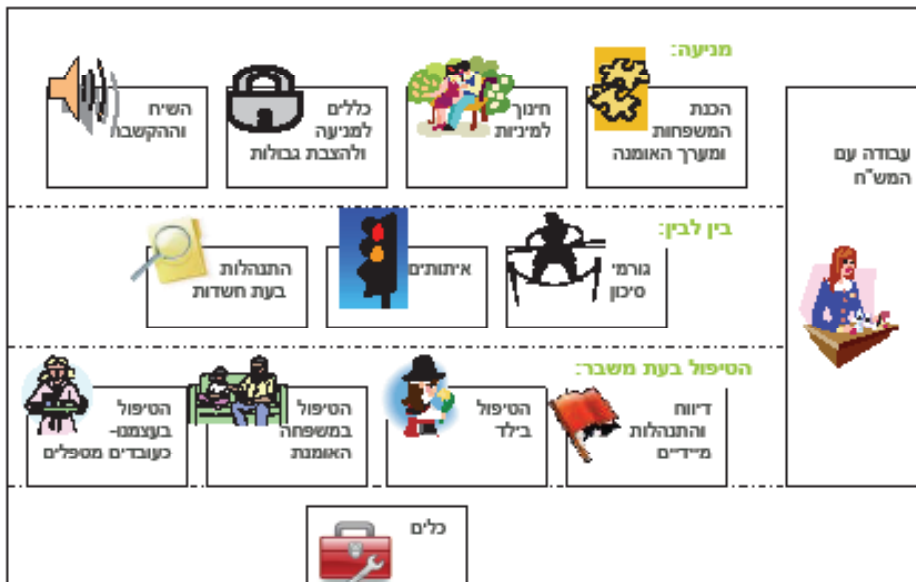 מניעה:
הכנת
המשפחות
ומערך האומנה
חינוך
למיניות
כללים
למניעה
ולהצבת גבולות
השיח
וההקשבה
עבודה עם
המש"ח
בין לבין:
גורמי
סיכון
איתותים
התנהלות
בעת חשדות
הטיפול בעת משבר:
דיווח
והתנהלות
מיידיים
הטיפול
בילד
הטיפול
במשפחה
האומנת
הטיפול
בעצמנו-
כעובדים מטפלים
כלים